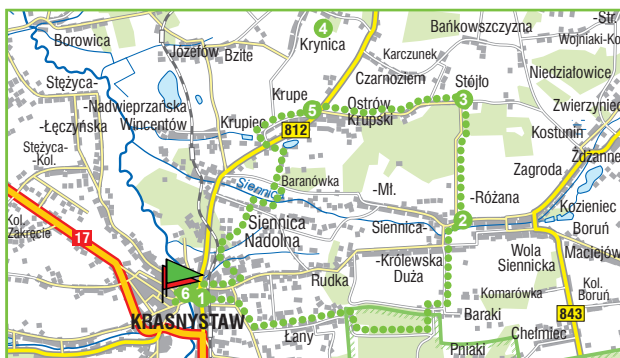 Borowica
Józefów
Bzite
4
Krynica
Bańkowszczyzna
-Str.
Wojniaki-Ko
Karczunek
Czarnoziem
Stójło
Niedziałowice
Stężyca-
-Nadwieprzańska
-Łęczyńska
Wincentów
Krupe
5
Ostrów
Krupski
3
Zwierzyniec
Krupiec
812
Kostunin
Stężyca-
-Kol.
Żdżanne
Baranówka
Siennica
-Mł.
Zagroda
-Różana
Kozieniec
Kol.
Zakręcie
17
Siennica
Nadolna
Siennica-
2
Boruń
-Królewska
Duża
Wola
Siennicka
Maciejów
Rudka
6
1
Komarówka
Kol.
Boruń
KRASNYSTAW
Łany
Baraki
843
Chełmiec
Pniaki